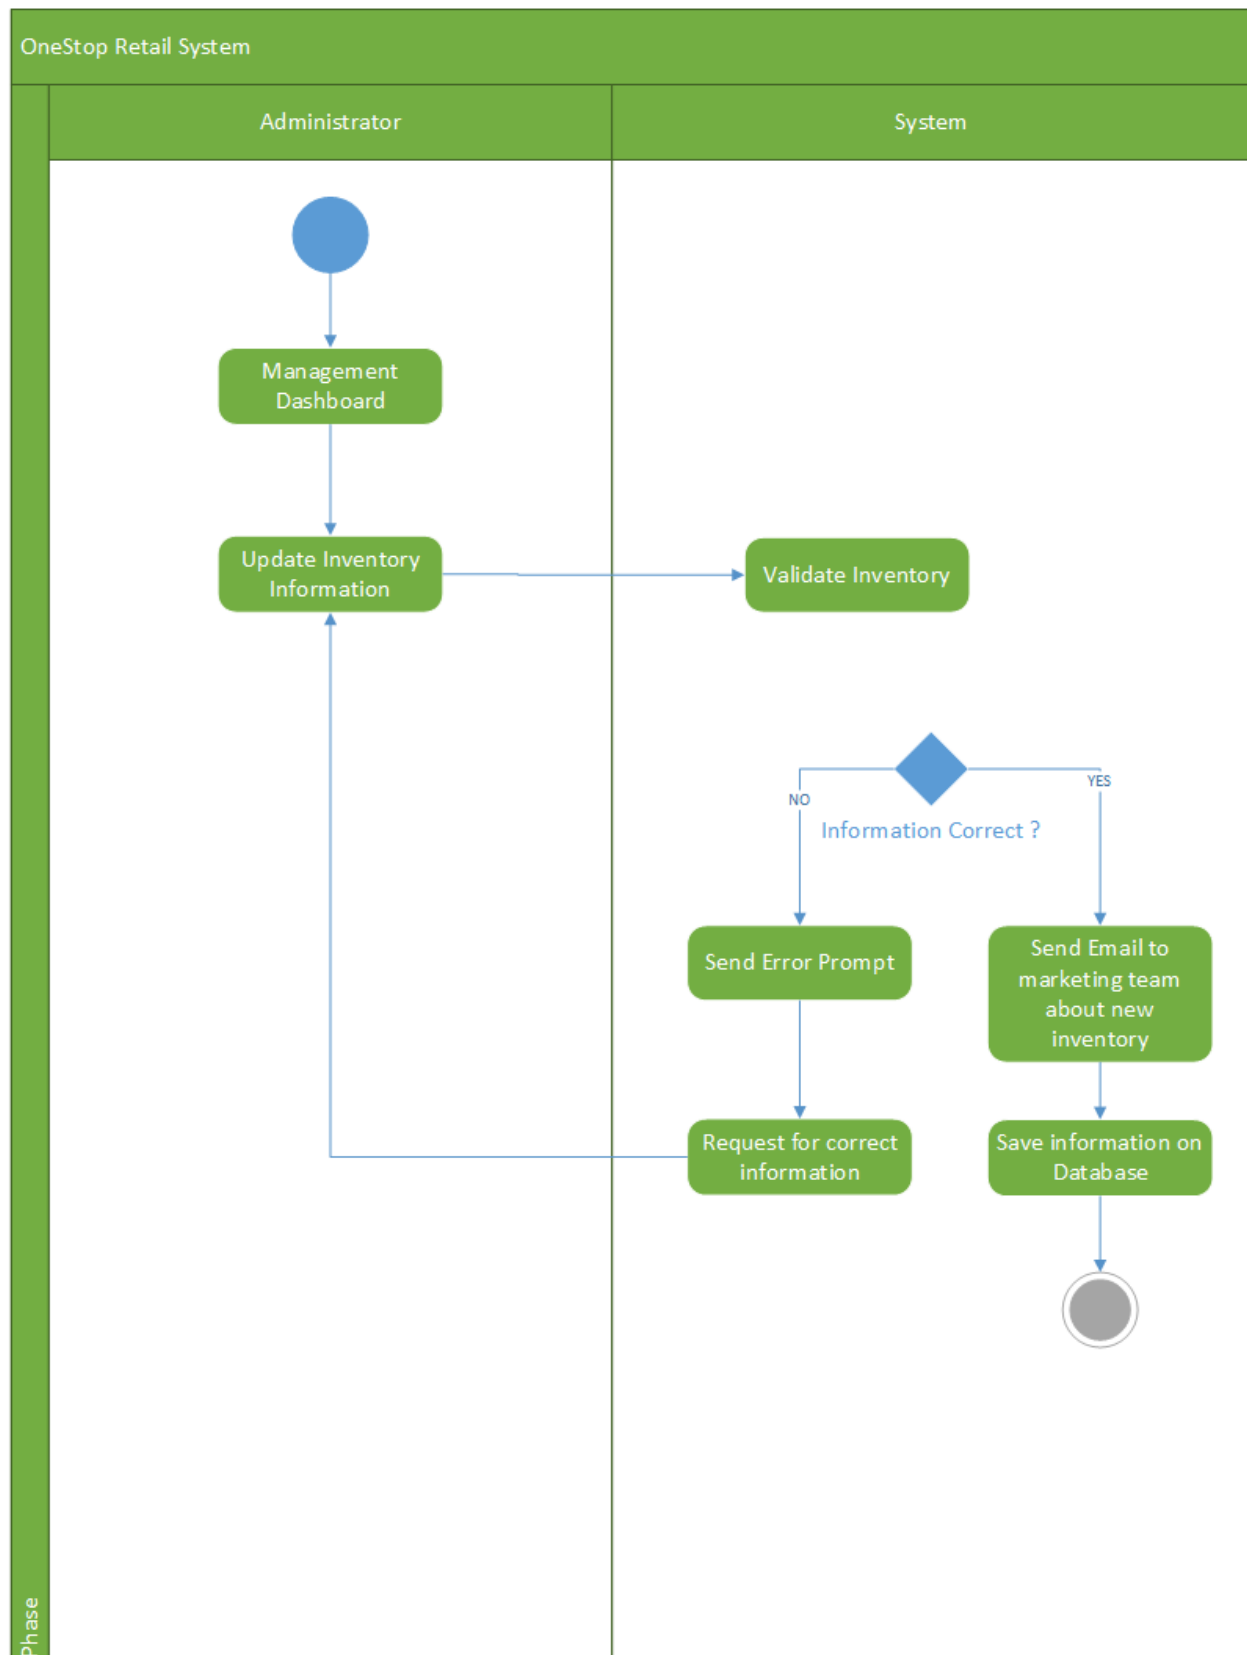 OneStop Retail System
Administrator
System
Management
Dashboard
Update Inventory
Information
Validate Inventory
NO
YES
Information Correct ?
Send Error Prompt
Send Email to
marketing team
about new
inventory
Request for correct
information
Save information on
Database
Phase